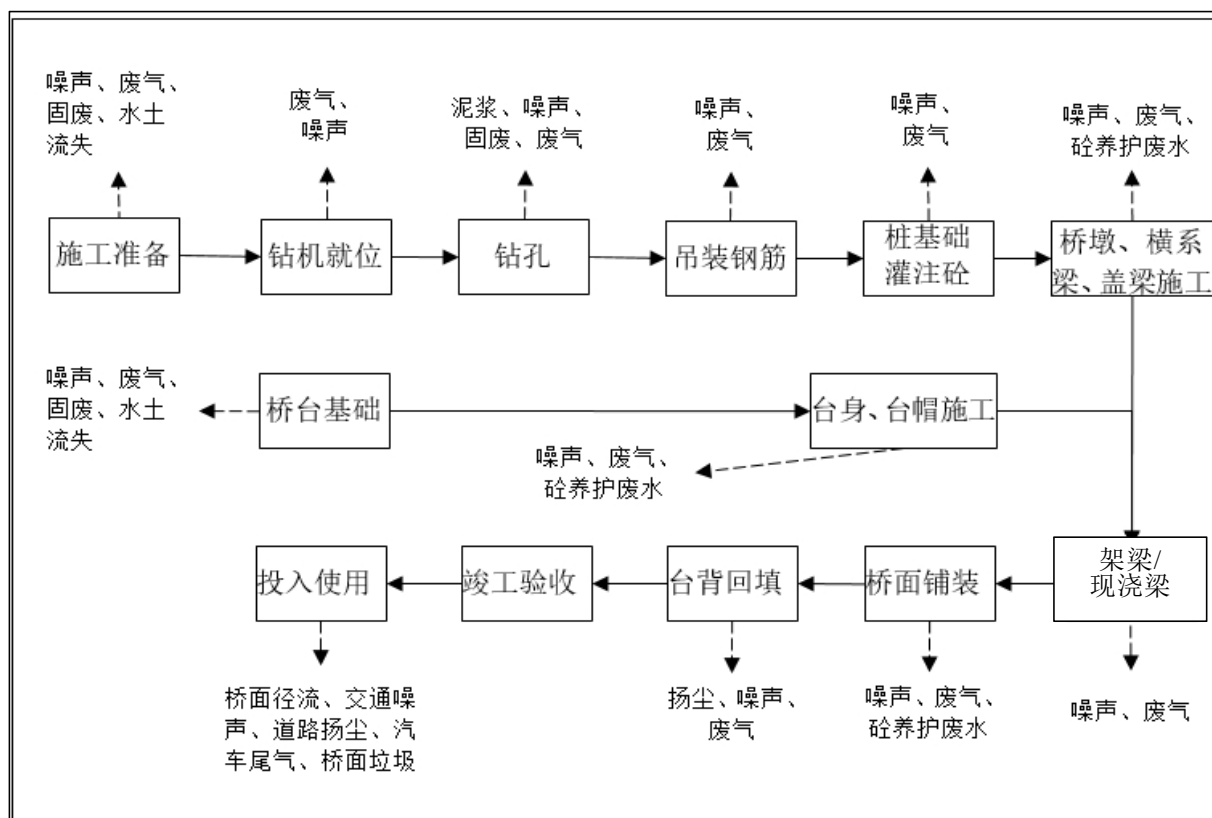 噪声、废气、
固废、水土
流失
废气、
噪声
泥浆、噪声、
固废、废气
噪声、
废气
噪声、
废气
噪声、废气、
砼养护废水
施工准备
钻机就位
钻孔
吊装钢筋
桩基础
灌注砼
桥墩、横系
梁、盖梁施工
噪声、废气、
固废、水土
流失
桥台基础
台身、台帽施工
噪声、废气、
砼养护废水
投入使用
竣工验收
台背回填
桥面铺装
架梁/
现浇梁
桥面径流、交通噪
声、道路扬尘、汽
车尾气、桥面垃圾
扬尘、噪声、
废气
噪声、废气、
砼养护废水
噪声、废气